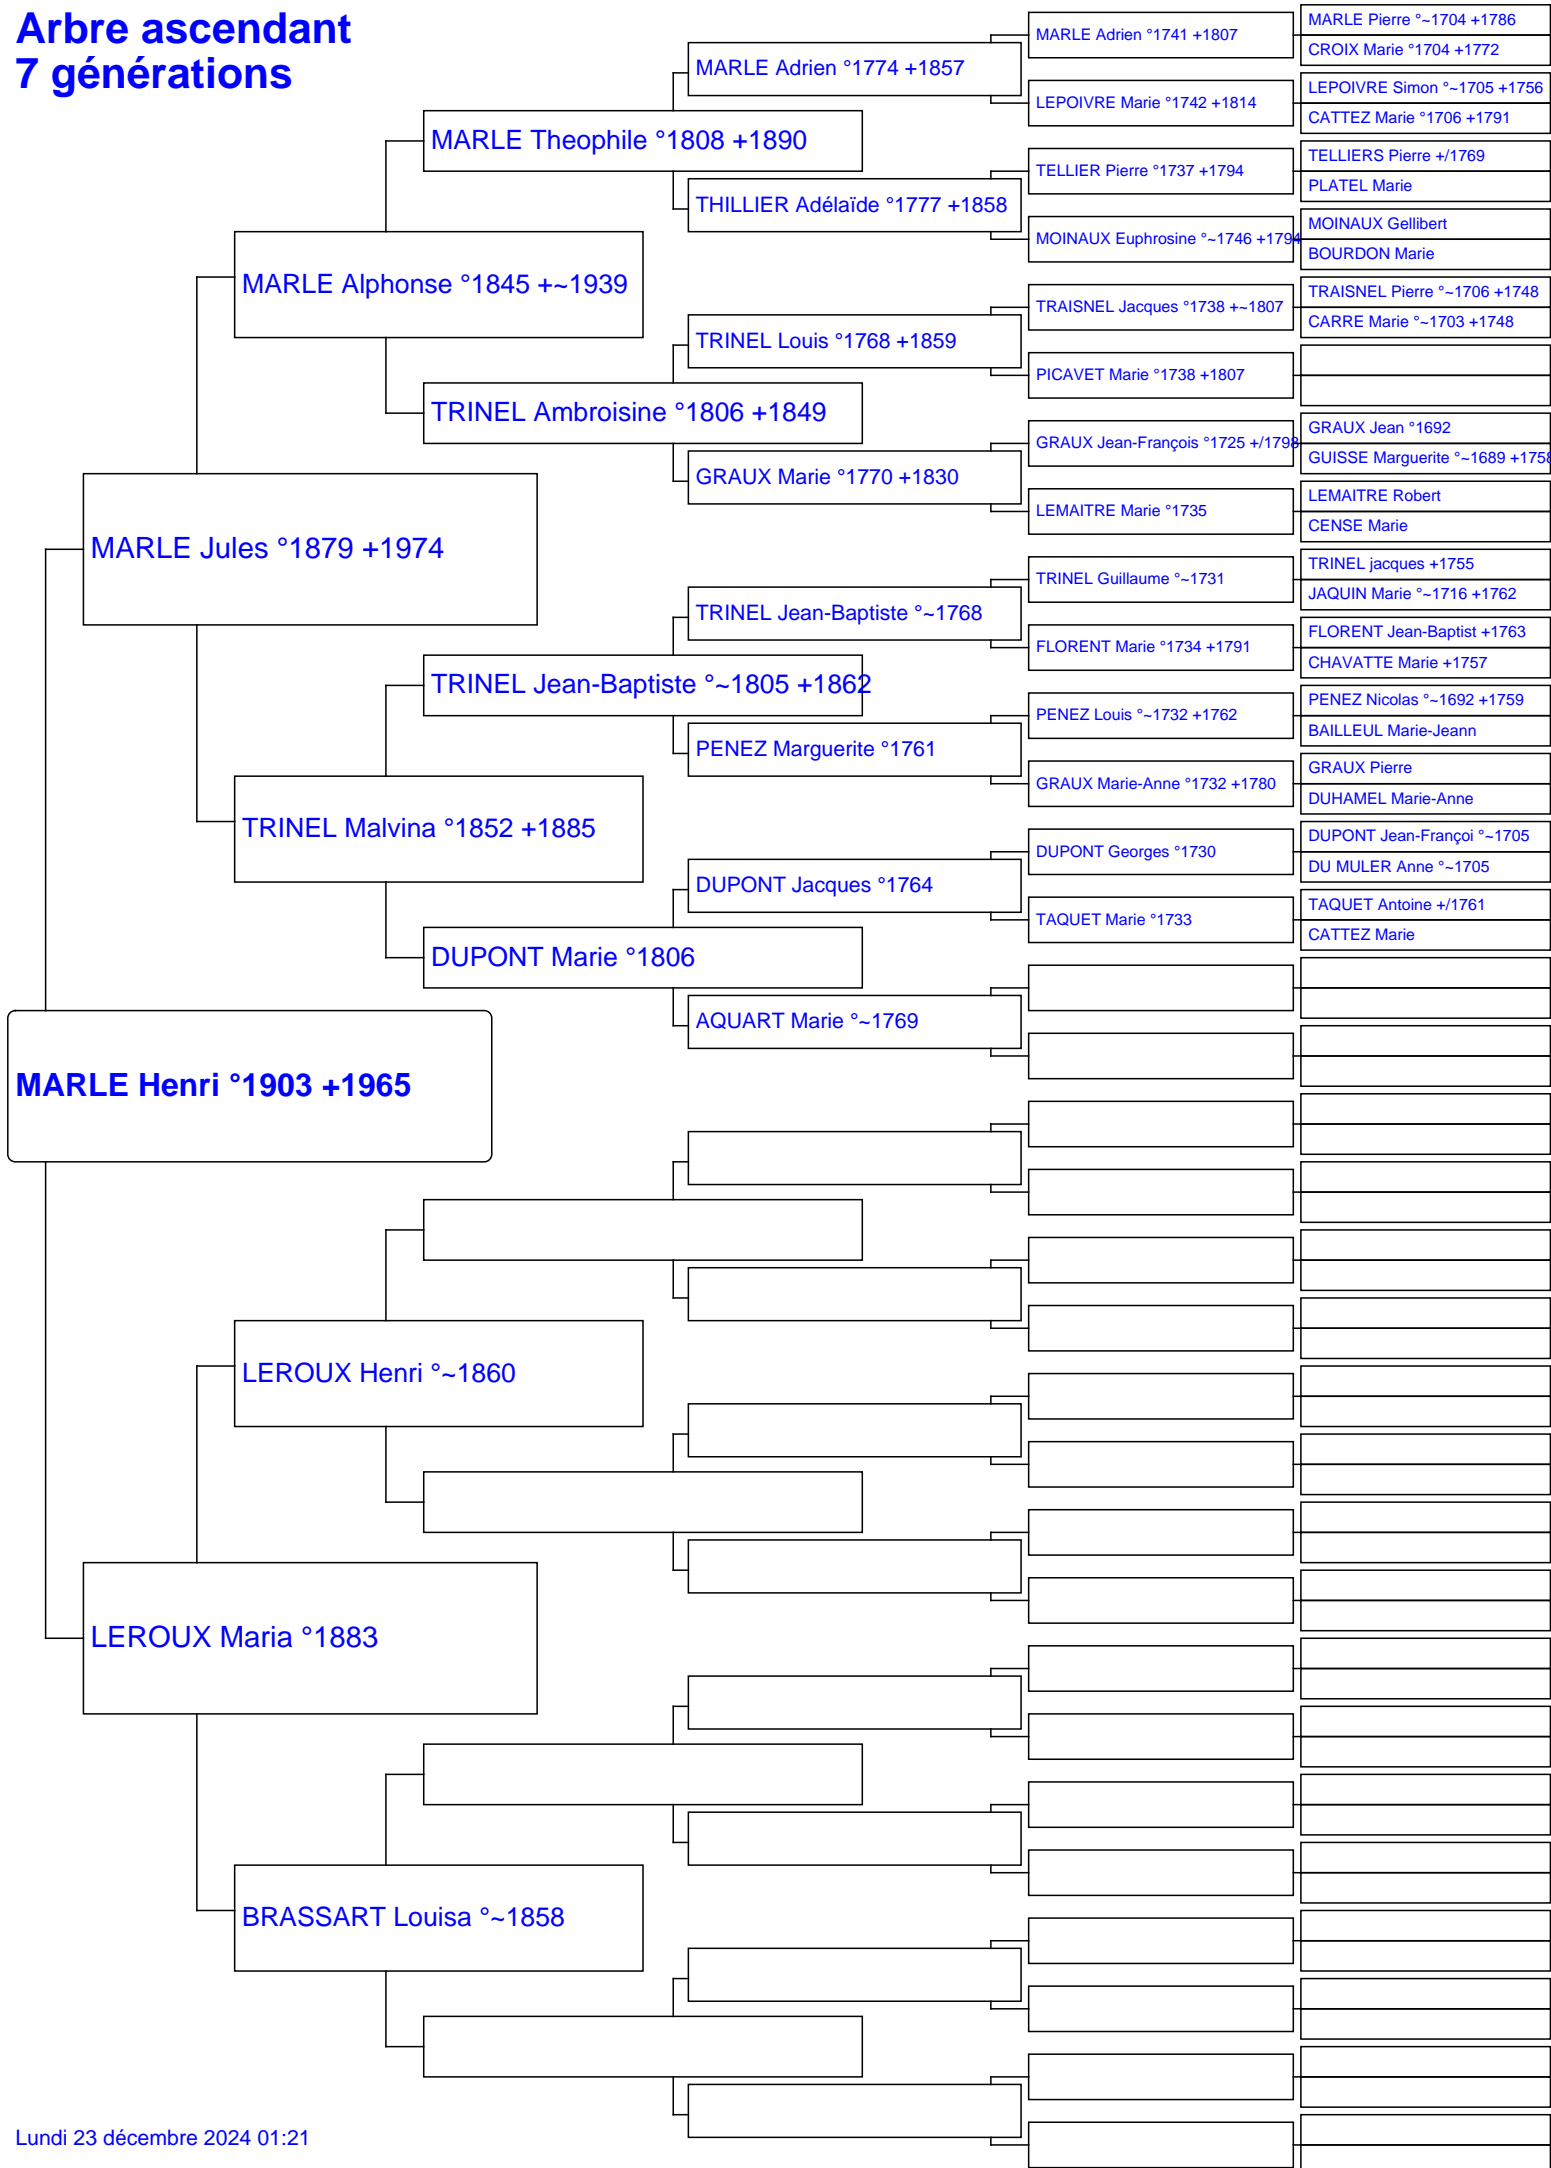 Arbre ascendant
7 générations
MARLE Henri °1903 +1965
MARLE Jules °1879 +1974
LEROUX Maria °1883
MARLE Alphonse °1845 +~1939
TRINEL Malvina °1852 +1885
LEROUX Henri °~1860
BRASSART Louisa °~1858
MARLE Theophile °1808 +1890
TRINEL Ambroisine °1806 +1849
TRINEL Jean-Baptiste °~1805 +1862
DUPONT Marie °1806
MARLE Adrien °1774 +1857
THILLIER Adélaïde °1777 +1858
TRINEL Louis °1768 +1859
GRAUX Marie °1770 +1830
TRINEL Jean-Baptiste °~1768
PENEZ Marguerite °1761
DUPONT Jacques °1764
AQUART Marie °~1769
MARLE Adrien °1741 +1807
LEPOIVRE Marie °1742 +1814
TELLIER Pierre °1737 +1794
MOINAUX Euphrosine °~1746 +1794
TRAISNEL Jacques °1738 +~1807
PICAVET Marie °1738 +1807
GRAUX Jean-François °1725 +/1798
LEMAITRE Marie °1735
TRINEL Guillaume °~1731
FLORENT Marie °1734 +1791
PENEZ Louis °~1732 +1762
GRAUX Marie-Anne °1732 +1780
DUPONT Georges °1730
TAQUET Marie °1733
MARLE Pierre °~1704 +1786
CROIX Marie °1704 +1772
LEPOIVRE Simon °~1705 +1756
CATTEZ Marie °1706 +1791
TELLIERS Pierre +/1769
PLATEL Marie
MOINAUX Gellibert
BOURDON Marie
TRAISNEL Pierre °~1706 +1748
CARRE Marie °~1703 +1748
GRAUX Jean °1692
GUISSE Marguerite °~1689 +1758
LEMAITRE Robert
CENSE Marie
TRINEL jacques +1755
JAQUIN Marie °~1716 +1762
FLORENT Jean-Baptist +1763
CHAVATTE Marie +1757
PENEZ Nicolas °~1692 +1759
BAILLEUL Marie-Jeann
GRAUX Pierre
DUHAMEL Marie-Anne
DUPONT Jean-Françoi °~1705
DU MULER Anne °~1705
TAQUET Antoine +/1761
CATTEZ Marie
Lundi 23 décembre 2024 01:21